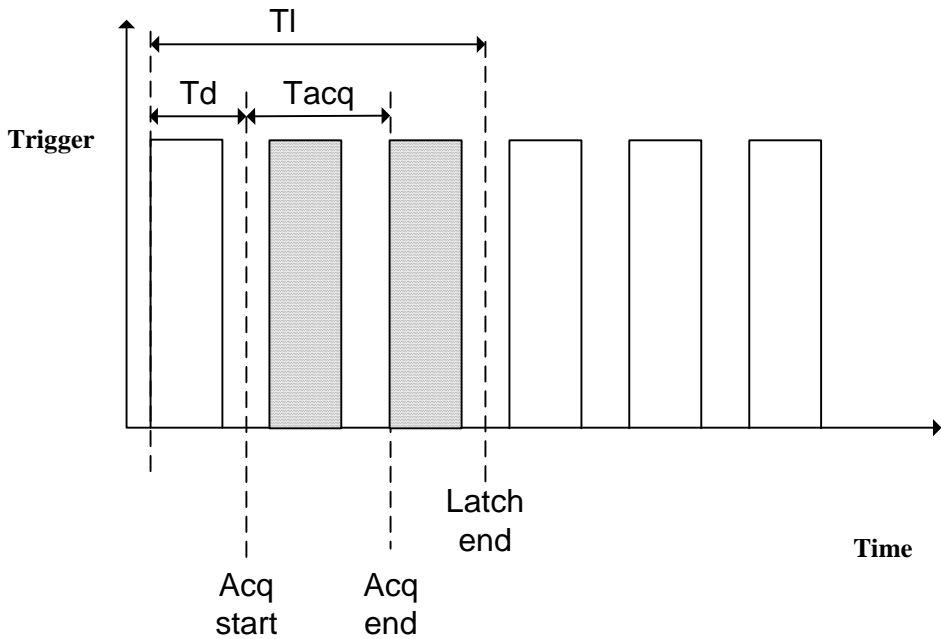 Tl
Td
Tacq
Trigger
Latch
end
Time
Acq
start
Acq
end